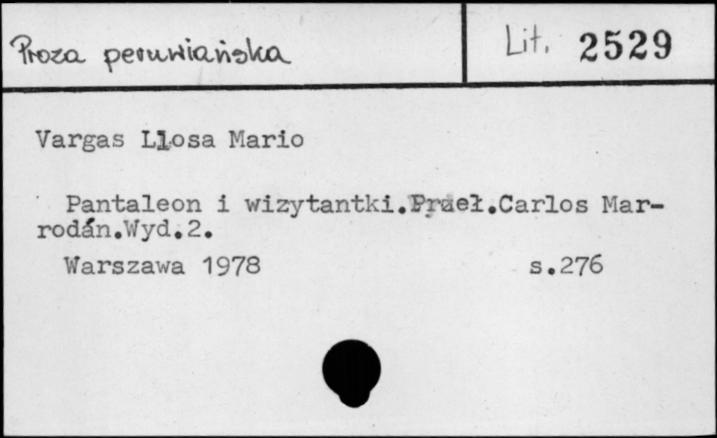 Proza peruwiańska
Lit. 2529
Vargas Llosa Mario
Pantaleon i wizytantki.Przeł.Carlos Mar-
rodán.Wyd.2.
Warszawa 1978 s.276